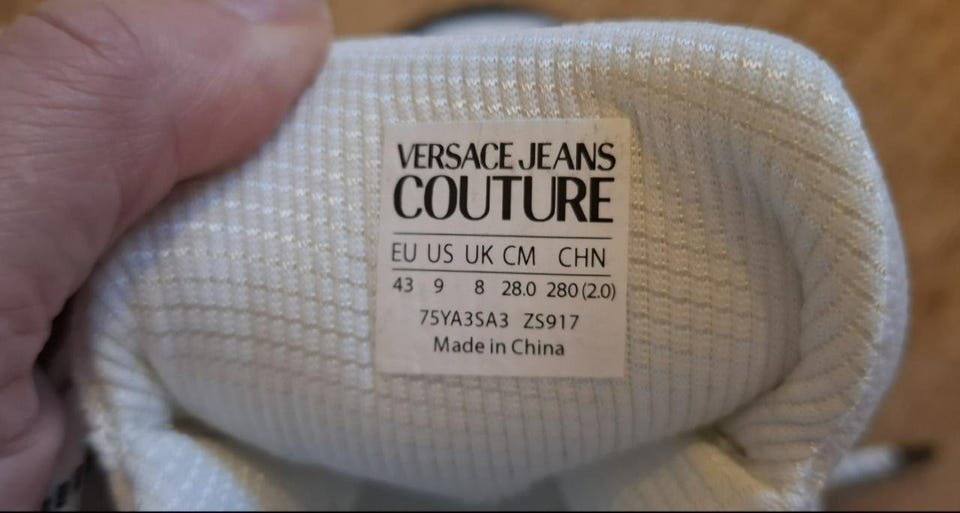 VERSACE JEANS
COUTURE
EU US UK CM CHN
43 9 8 28.0 280 (2.0)
75YA3SA3 ZS917
Made in China